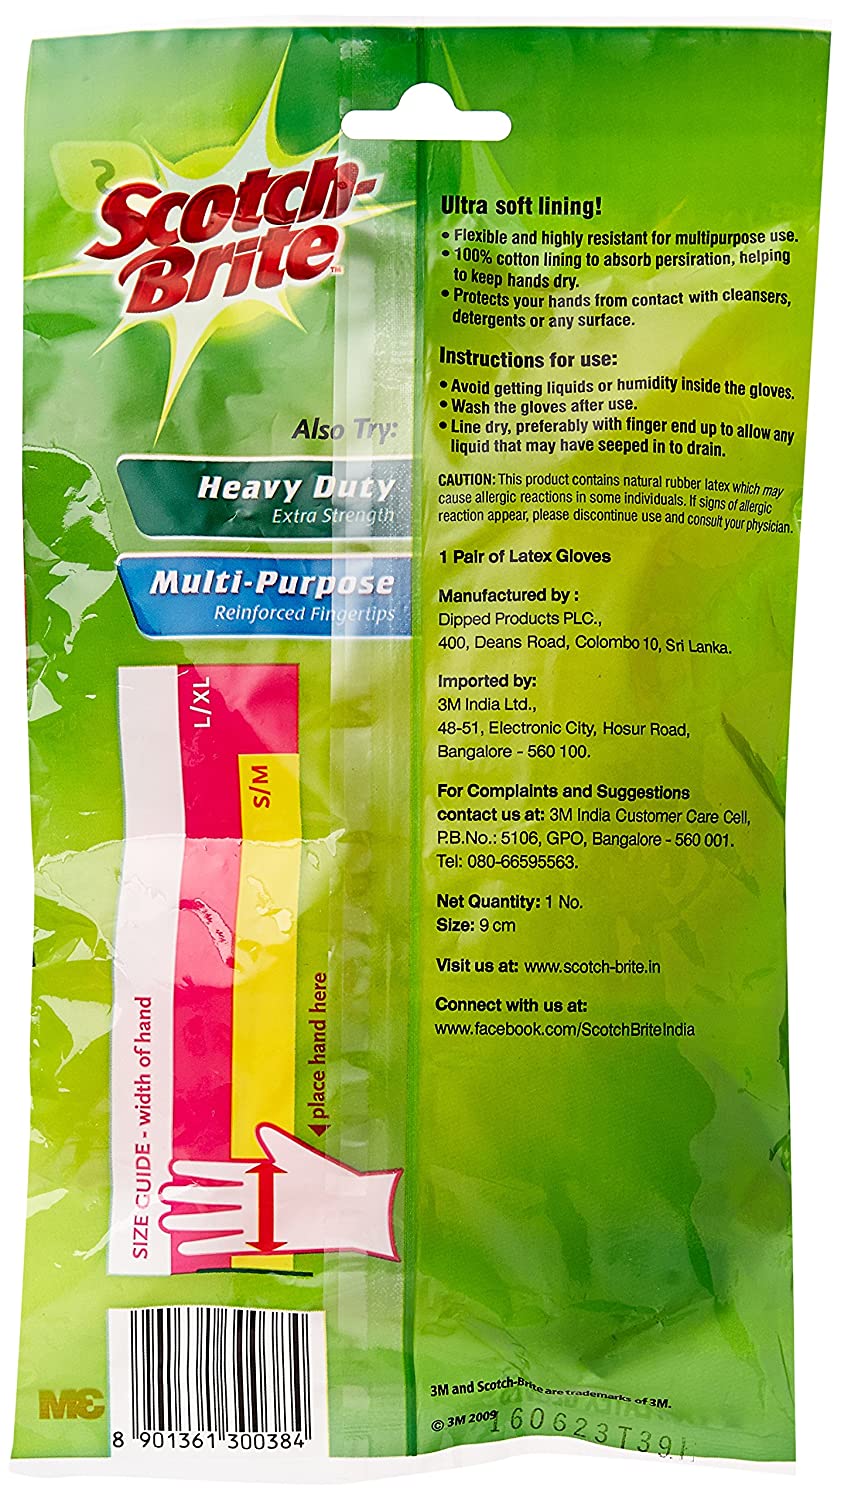 Scotch-
Brite™
Also Try:
Heavy Duty
Extra Strength
Multi-Purpose
Reinforced Fingertips
L/XL
S/M
SIZE GUIDE - width of hand
place hand here
3M
8 901361 300384
Ultra soft lining!
• Flexible and highly resistant for multipurpose use.
• 100% cotton lining to absorb persiration, helping
to keep hands dry.
• Protects your hands from contact with cleansers,
detergents or any surface.
Instructions for use:
• Avoid getting liquids or humidity inside the gloves.
• Wash the gloves after use.
• Line dry, preferably with finger end up to allow any
liquid that may have seeped in to drain.
CAUTION: This product contains natural rubber latex which may
cause allergic reactions in some individuals. If signs of allergic
reaction appear, please discontinue use and consult your physician.
1 Pair of Latex Gloves
Manufactured by :
Dipped Products PLC.,
400, Deans Road, Colombo 10, Sri Lanka.
Imported by:
3M India Ltd.,
48-51, Electronic City, Hosur Road,
Bangalore - 560 100.
For Complaints and Suggestions
contact us at: 3M India Customer Care Cell,
P.B.No.: 5106, GPO, Bangalore - 560 001.
Tel: 080-66595563.
Net Quantity: 1 No.
Size: 9 cm
Visit us at: www.scotch-brite.in
Connect with us at:
www.facebook.com/ScotchBriteIndia
3M and Scotch-Brite are trademarks of 3M.
© 3M 2009